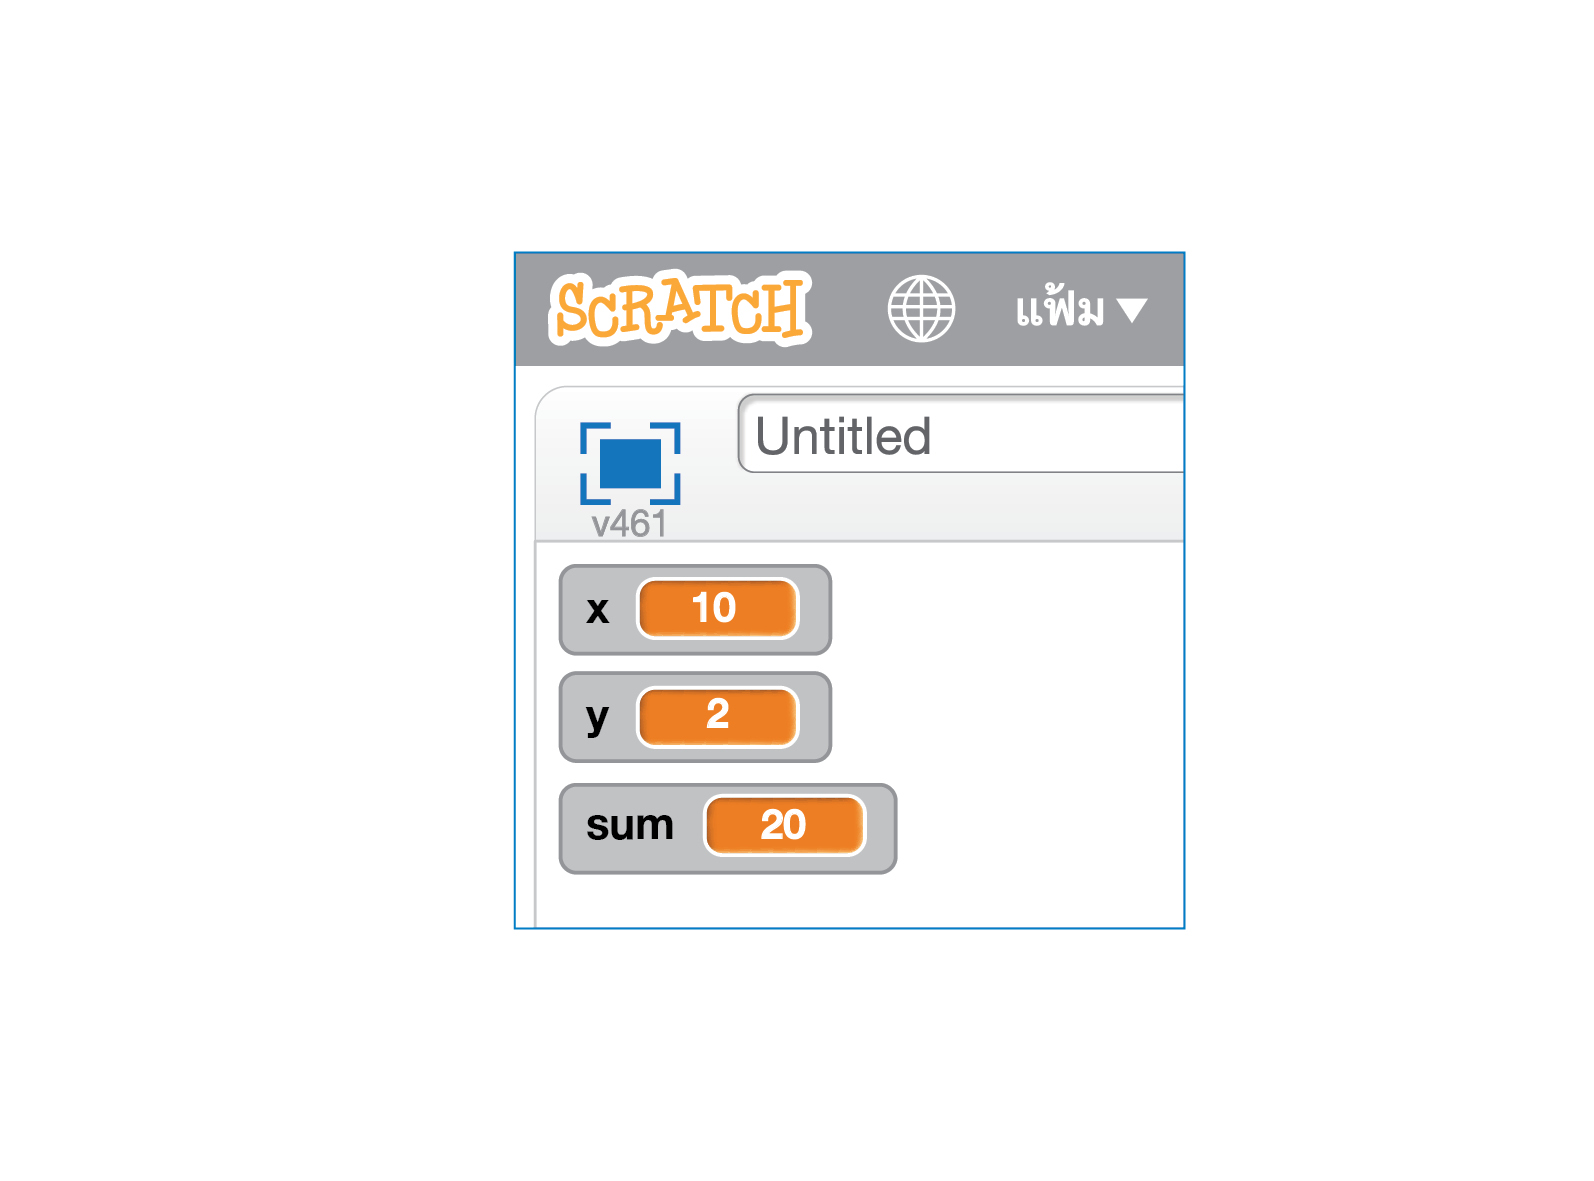 SCRATCH แฟ้ม
Untitled
v461
x 10
y 2
sum 20